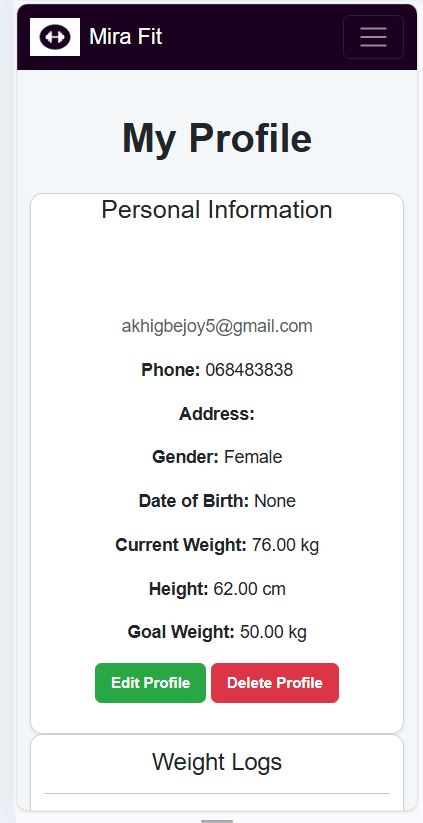 Mira Fit
My Profile
Personal Information
akhigbejoy5@gmail.com
Phone: 068483838
Address:
Gender: Female
Date of Birth: None
Current Weight: 76.00 kg
Height: 62.00 cm
Goal Weight: 50.00 kg
Edit Profile Delete Profile
Weight Logs